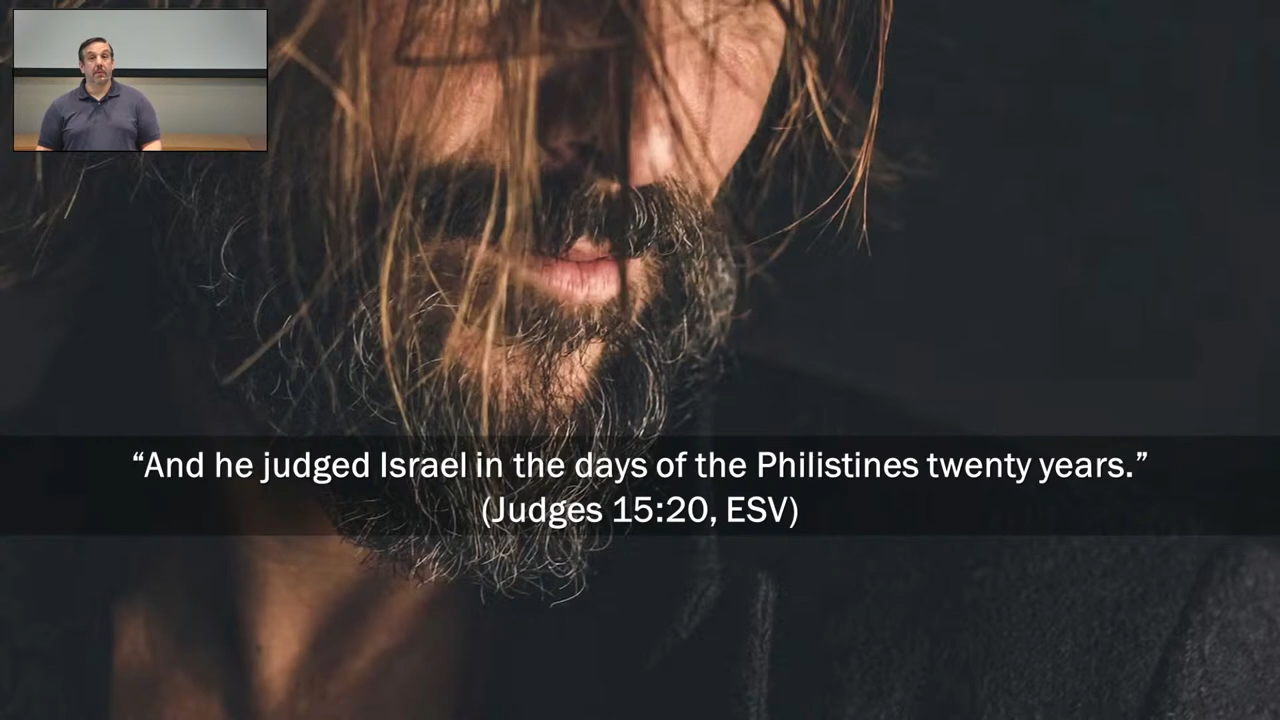 “And he judged Israel in the days of the Philistines twenty years.”
(Judges 15:20, ESV)